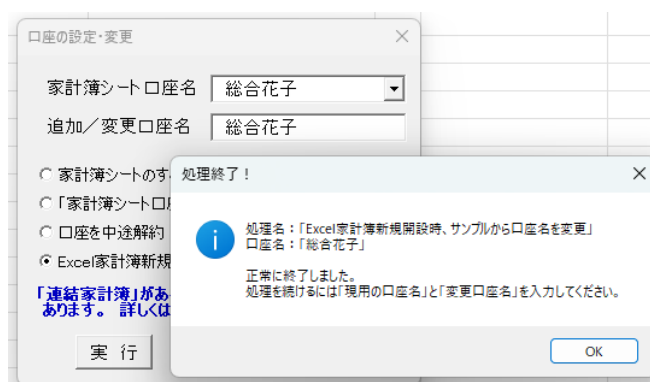 口座の設定・変更
家計簿シート口座名 総合花子
追加／変更口座名 総合花子
家計簿シートのす
「家計簿シート口
口座を中途解約
Excel家計簿新規
「連結家計簿」があ
あります。 詳しくは
実 行
処理終了！
処理名：「Excel家計簿新規開設時、サンプルから口座名を変更」
口座名：「総合花子」
正常に終了しました。
処理を続けるには「現用の口座名」と「変更口座名」を入力してください。
OK